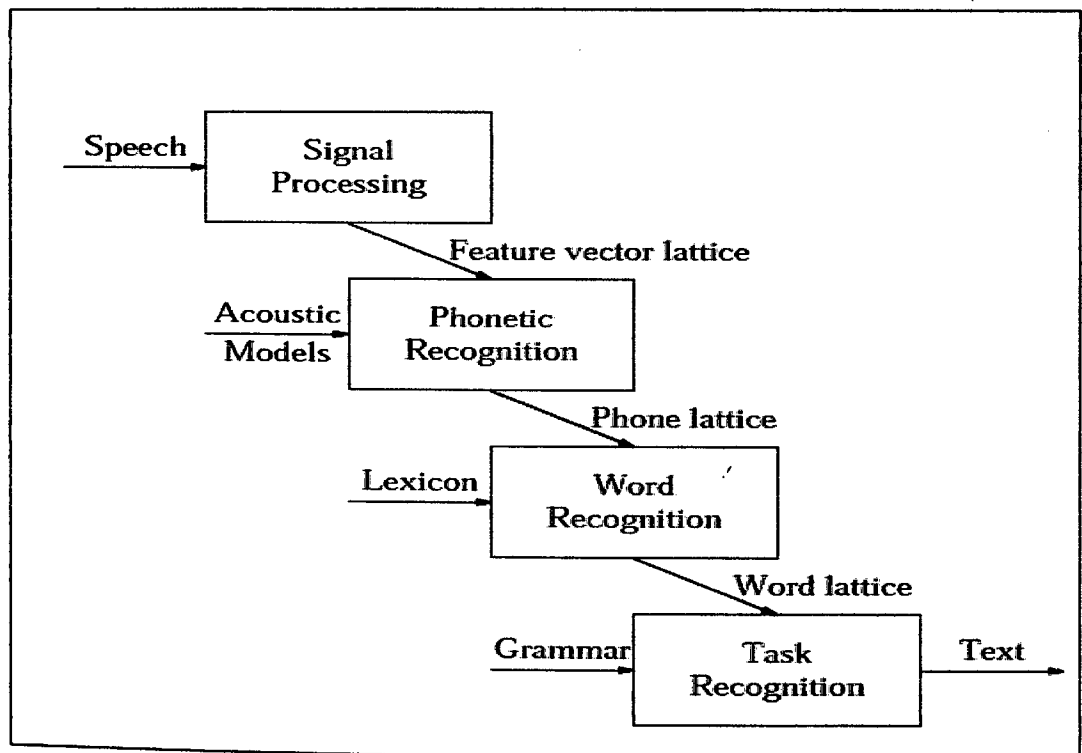 Speech
Signal
Processing
Feature vector lattice
Acoustic
Models
Phonetic
Recognition
Phone lattice
Lexicon
Word
Recognition
Word lattice
Grammar
Task
Recognition
Text